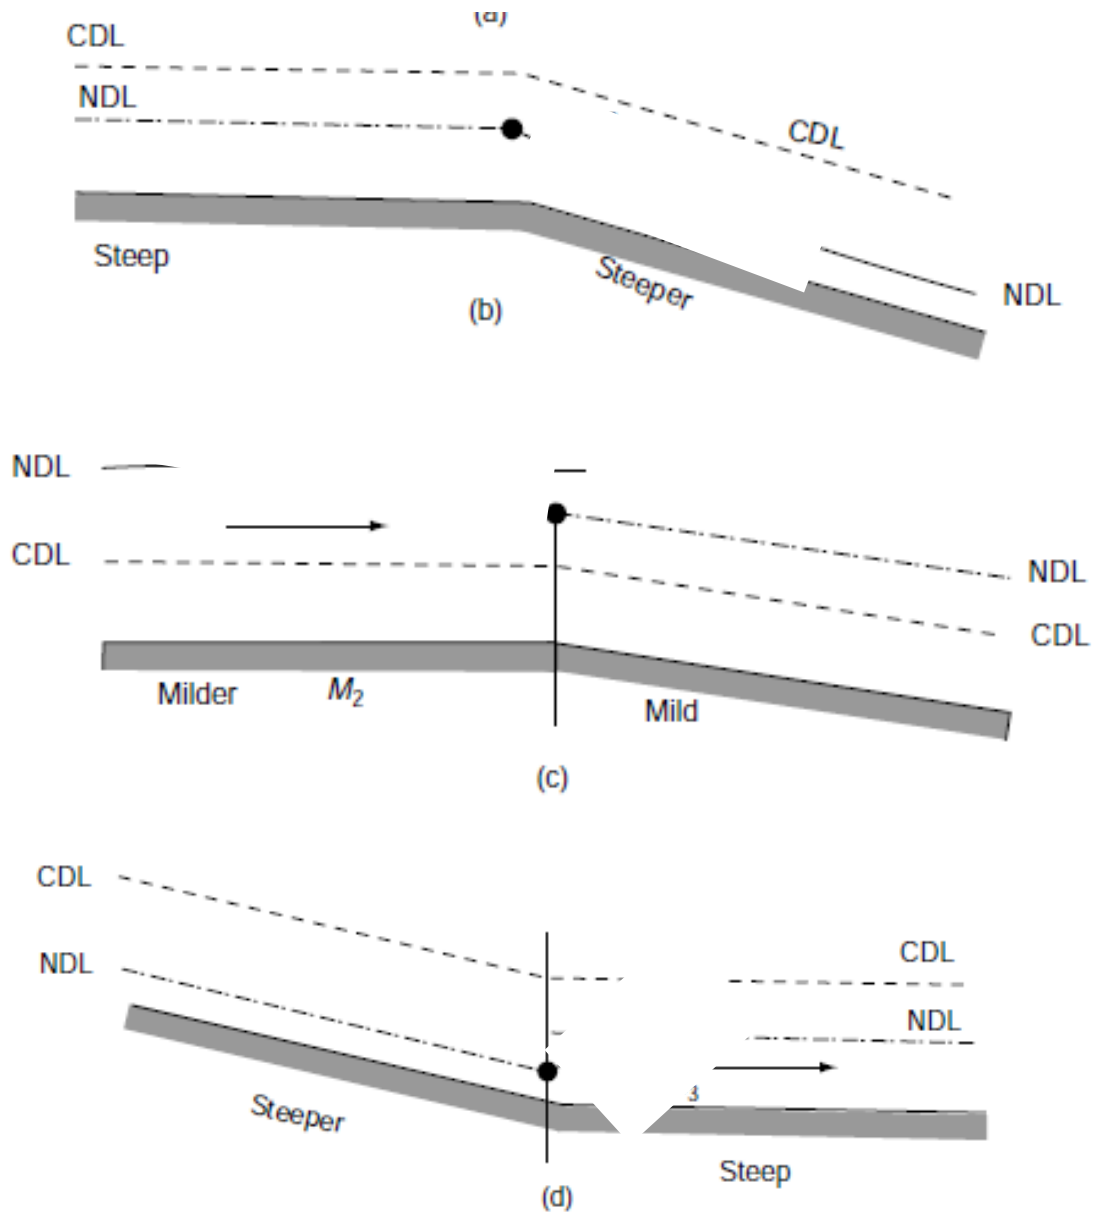 (a)
CDL
NDL
CDL
Steep
Steeper
NDL
(b)
NDL
CDL
NDL
CDL
Milder
M2
Mild
(c)
CDL
NDL
CDL
NDL
3
Steeper
Steep
(d)